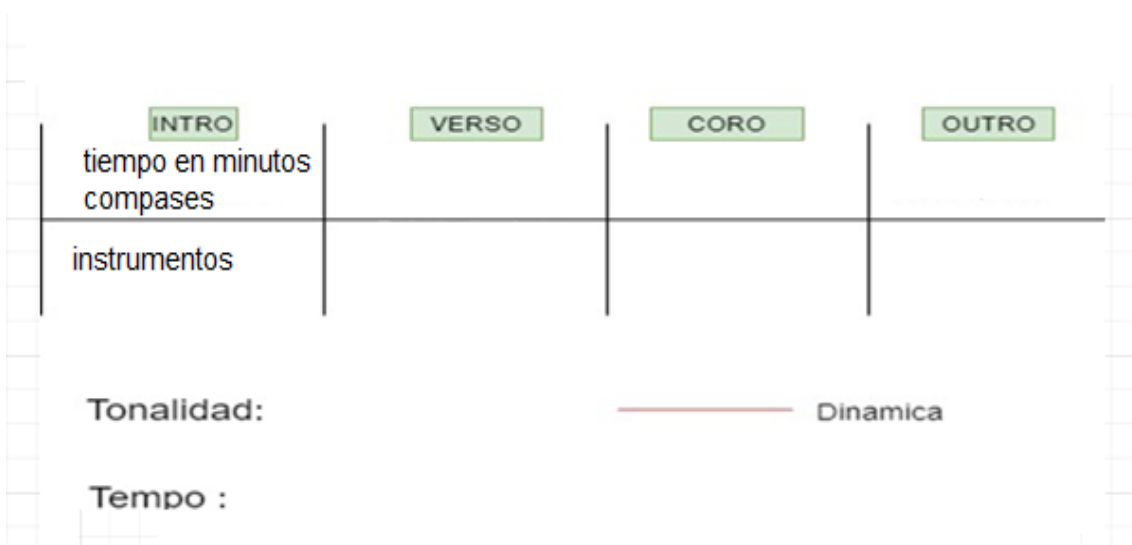 INTRO VERSO CORO OUTRO
tiempo en minutos
compases
instrumentos
Tonalidad: Dinamica
Tempo :